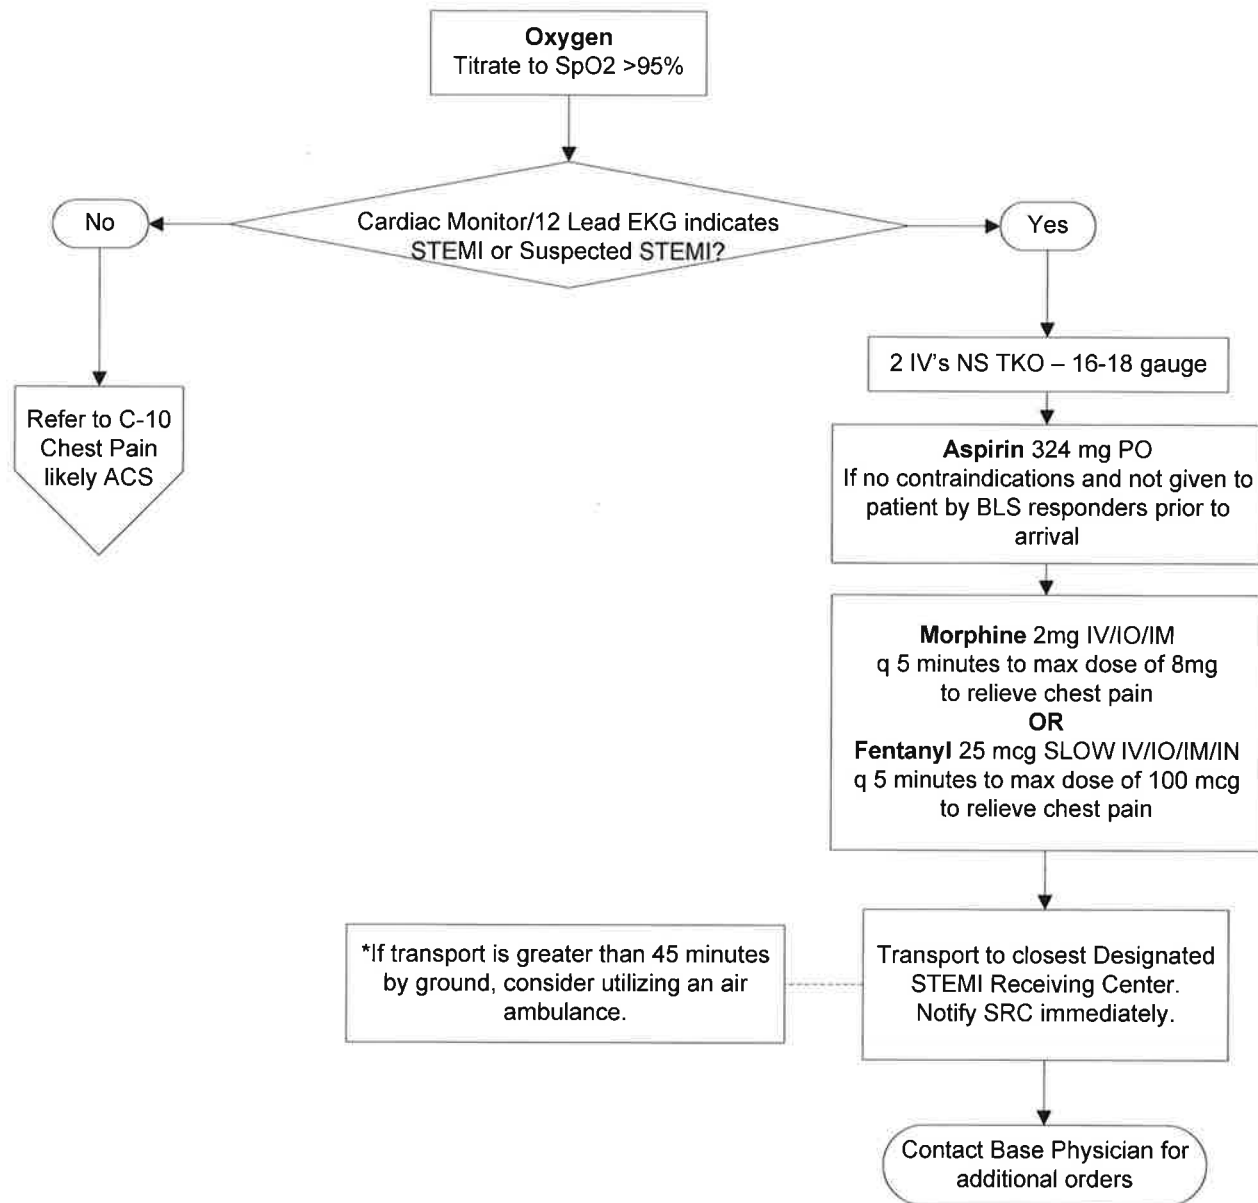 Oxygen
Titrate to SpO2 >95%
No
Cardiac Monitor/12 Lead EKG indicates
STEMI or Suspected STEMI?
Yes
2 IV's NS TKO – 16-18 gauge
Refer to C-10
Chest Pain
likely ACS
Aspirin 324 mg PO
If no contraindications and not given to
patient by BLS responders prior to
arrival
Morphine 2mg IV/IO/IM
q 5 minutes to max dose of 8mg
to relieve chest pain
OR
Fentanyl 25 mcg SLOW IV/IO/IM/IN
q 5 minutes to max dose of 100 mcg
to relieve chest pain
*If transport is greater than 45 minutes
by ground, consider utilizing an air
ambulance.
Transport to closest Designated
STEMI Receiving Center.
Notify SRC immediately.
Contact Base Physician for
additional orders